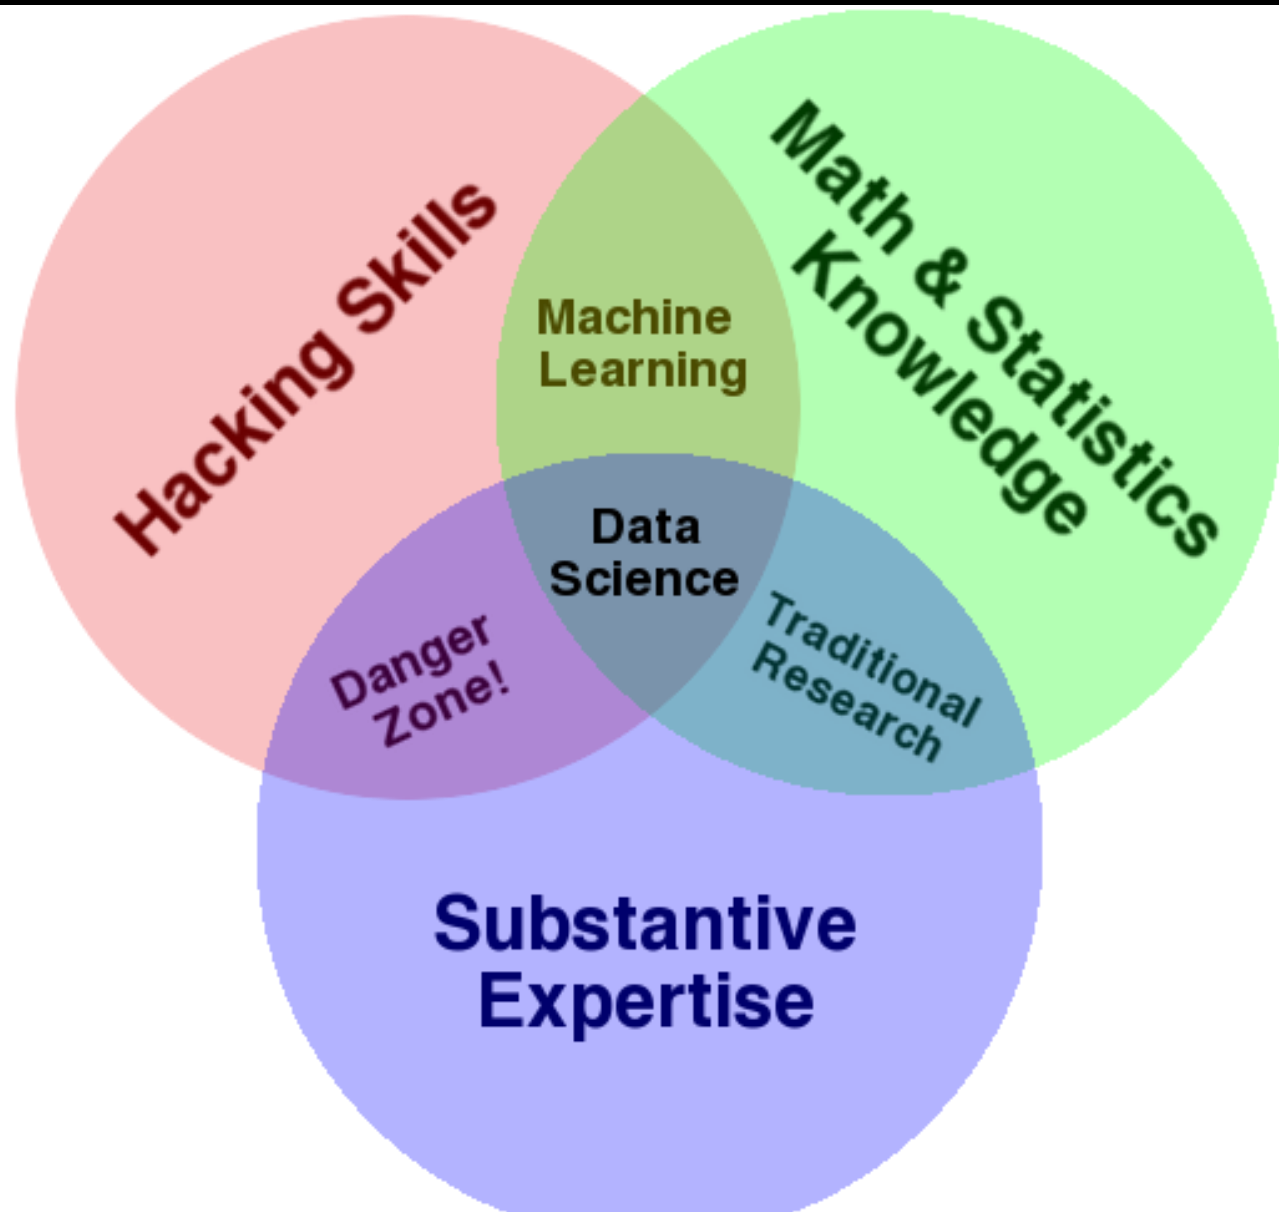 Hacking Skills
Math & Statistics
Knowledge
Machine
Learning
Data
Science
Danger
Zone!
Traditional
Research
Substantive
Expertise